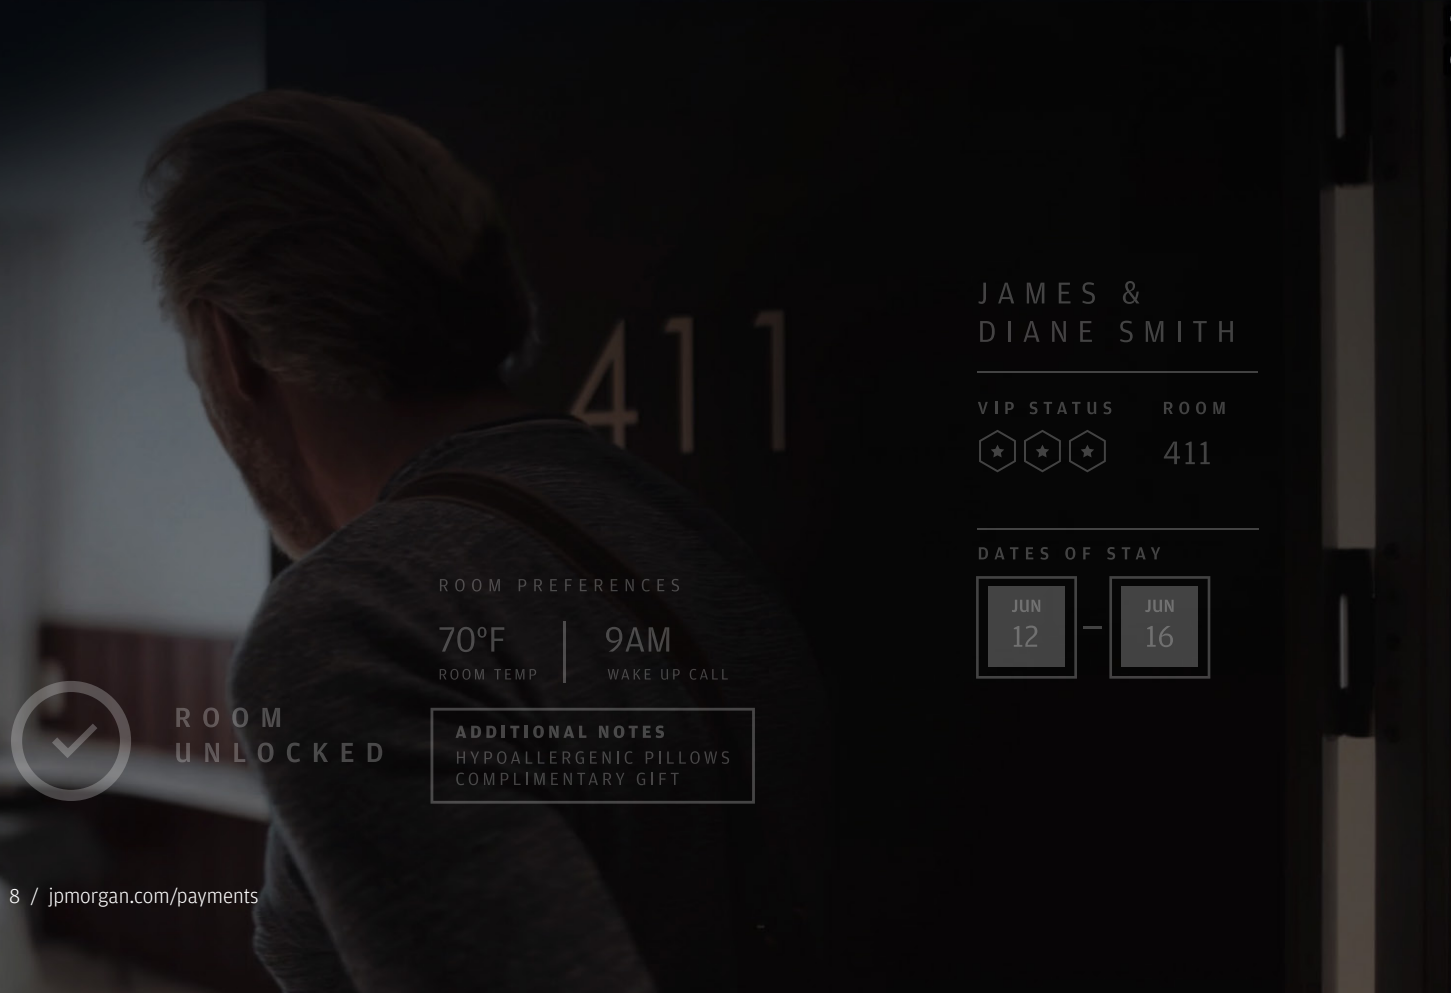 411
JAMES &
DIANE SMITH
VIP STATUS ROOM
411
DATES OF STAY
JUN JUN
12 – 16
ROOM PREFERENCES
70ºF 9AM
ROOM TEMP WAKE UP CALL
ROOM
UNLOCKED
ADDITIONAL NOTES
HYPOALLERGENIC PILLOWS
COMPLIMENTARY GIFT
8 / jpmorgan.com/payments